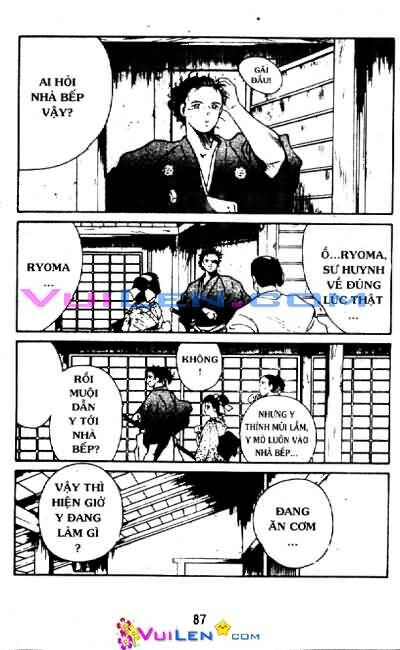 AI HỎI
NHÀ BẾP
VẬY?
GÃI
ĐẦU!
RYOMA
...
Ồ...RYOMA,
SƯ HUYNH
VỀ ĐÚNG
LÚC THẬT
...
VUILEN.COM
KHÔNG
!
RỒI
MUỘI
DẪN
Y TỚI
NHÀ
BẾP?
NHƯNG Y
THÍNH MŨI LẮM,
Y MÒ LUÔN VÀO
NHÀ BẾP...
VẬY THÌ
HIỆN GIỜ
Y ĐANG
LÀM GÌ
?
ĐANG
ĂN CƠM
...
87
VUILEN.COM